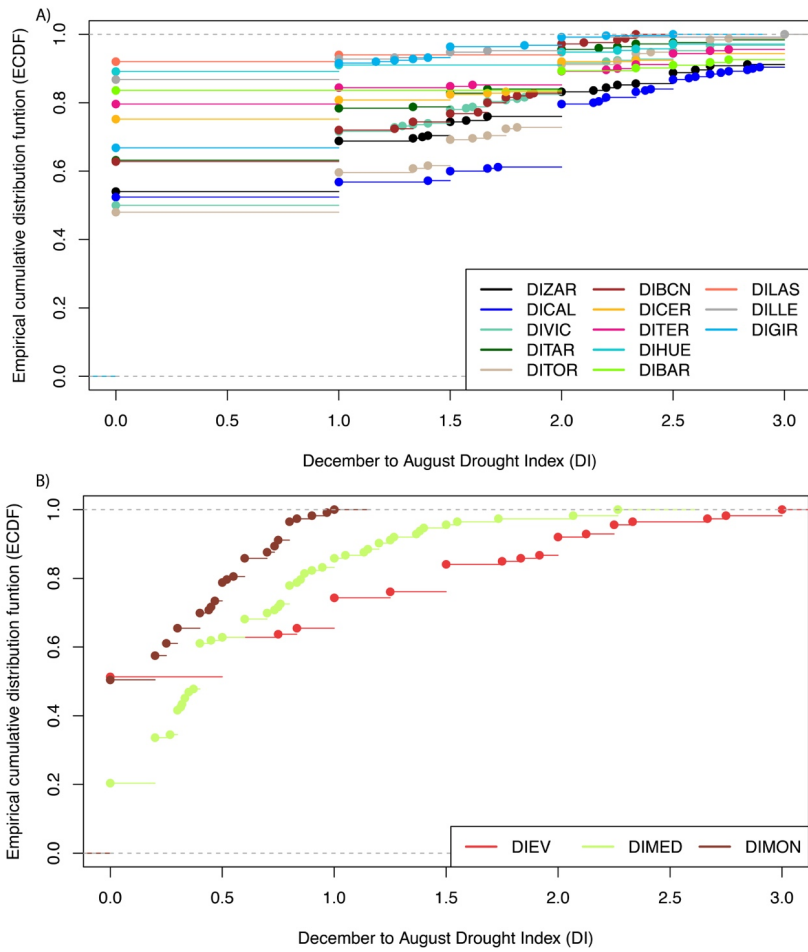 A)
Empirical cumulative distribution funtion (ECDF)
1.0
0.8
0.6
0.4
0.2
0.0
DIZAR DIBCN DILAS
DICAL DICER DILLE
DIVIC DITER DIGIR
DITAR DIHUE
DITOR DIBAR
0.0 0.5 1.0 1.5 2.0 2.5 3.0
December to August Drought Index (DI)
B)
Empirical cumulative distribution funtion (ECDF)
1.0
0.8
0.6
0.4
0.2
0.0
DIEV DIMED DIMON
0.0 0.5 1.0 1.5 2.0 2.5 3.0
December to August Drought Index (DI)